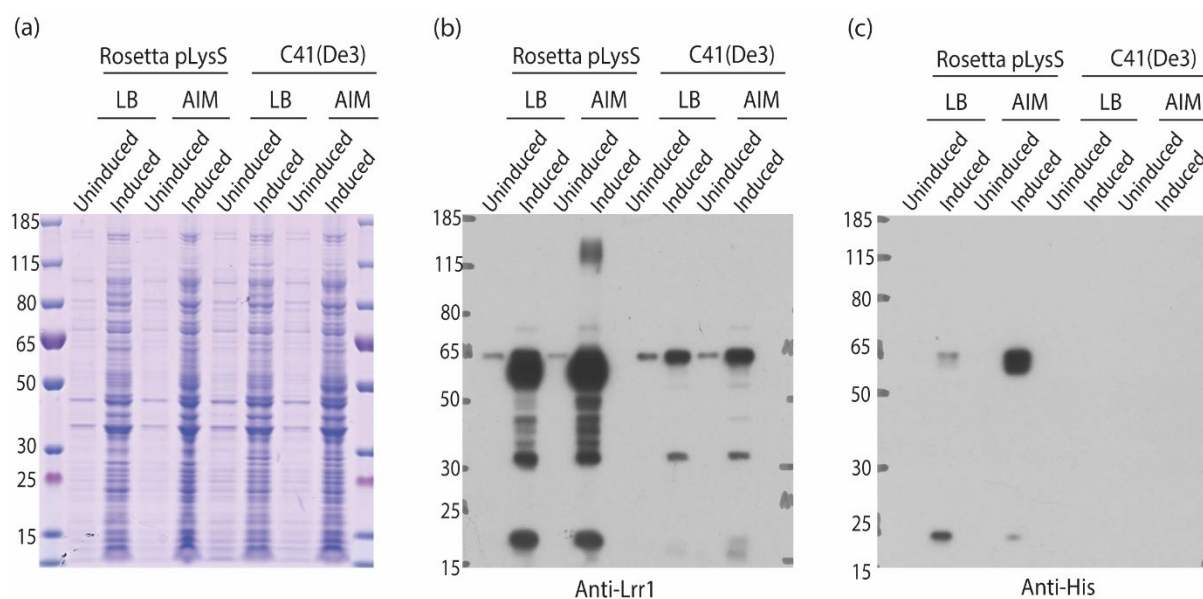 (a)
Rosetta pLysS C41(De3)
LB AIM LB AIM
Uninduced Induced Uninduced Induced Uninduced Induced Uninduced Induced
185
115
80
65
50
30
25
15
(b)
Rosetta pLysS C41(De3)
LB AIM LB AIM
Uninduced Induced Uninduced Induced Uninduced Induced Uninduced Induced
185
115
80
65
50
30
25
15
Anti-Lrr1
(c)
Rosetta pLysS C41(De3)
LB AIM LB AIM
Uninduced Induced Uninduced Induced Uninduced Induced Uninduced Induced
185
115
80
65
50
30
25
15
Anti-His